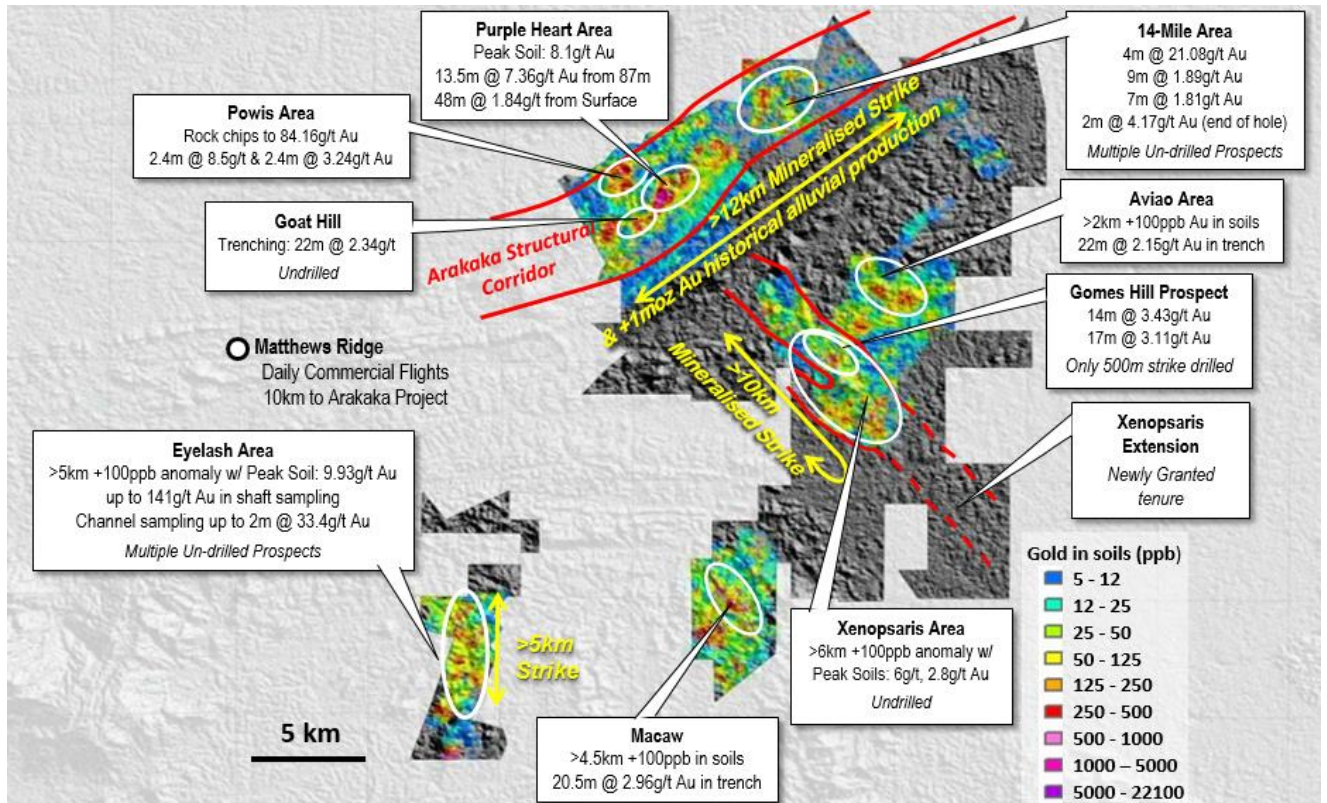 Purple Heart Area
Peak Soil: 8.1g/t Au
13.5m @ 7.36g/t Au from 87m
48m @ 1.84g/t from Surface
14-Mile Area
4m @ 21.08g/t Au
9m @ 1.89g/t Au
7m @ 1.81g/t Au
2m @ 4.17g/t Au (end of hole)
Multiple Un-drilled Prospects
Powis Area
Rock chips to 84.16g/t Au
2.4m @ 8.5g/t & 2.4m @ 3.24g/t Au
Goat Hill
Trenching: 22m @ 2.34g/t
Undrilled
Arakaka Structural
Corridor
>12km Mineralised Strike
& +1moz Au historical alluvial production
Aviao Area
>2km +100ppb Au in soils
22m @ 2.15g/t Au in trench
Gomes Hill Prospect
14m @ 3.43g/t Au
17m @ 3.11g/t Au
Only 500m strike drilled
Matthews Ridge
Daily Commercial Flights
10km to Arakaka Project
>10km
Mineralised Strike
Xenopsaris
Extension
Newly Granted
tenure
Eyelash Area
>5km +100ppb anomaly w/ Peak Soil: 9.93g/t Au
up to 141g/t Au in shaft sampling
Channel sampling up to 2m @ 33.4g/t Au
Multiple Un-drilled Prospects
>5km
Strike
Xenopsaris Area
>6km +100ppb anomaly w/
Peak Soils: 6g/t, 2.8g/t Au
Undrilled
Macaw
>4.5km +100ppb in soils
20.5m @ 2.96g/t Au in trench
5 km
Gold in soils (ppb)
5 - 12
12 - 25
25 - 50
50 - 125
125 - 250
250 - 500
500 - 1000
1000 – 5000
5000 - 22100